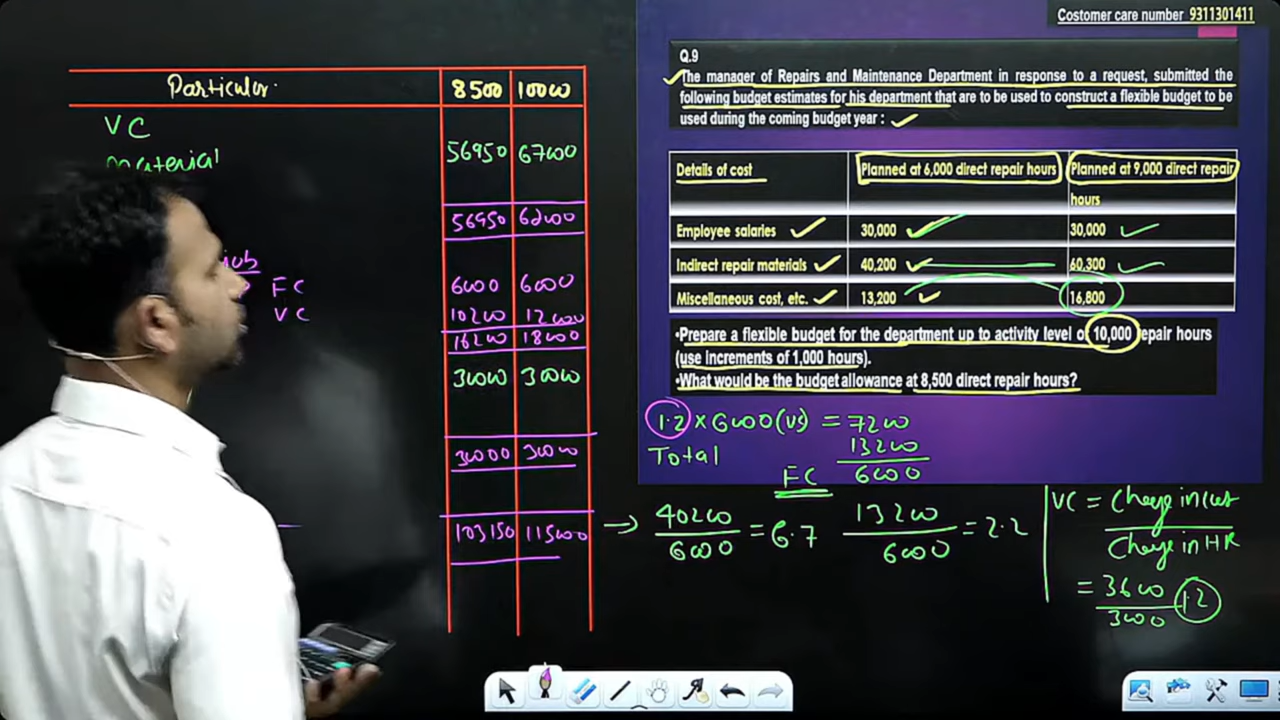 Costomer care number 9311301411
Particular.
8500 10000
VC
material
56950 67000
56950 67000
FC
VC
6000 6000
10200 12000
16200 18000
30000 30000
30000 30000
103150 115000
Q.9
The manager of Repairs and Maintenance Department in response to a request, submitted the
following budget estimates for his department that are to be used to construct a flexible budget to be
used during the coming budget year :
Details of cost Planned at 6,000 direct repair hours Planned at 9,000 direct repair
hours
Employee salaries 30,000 30,000
Indirect repair materials 40,200 60,300
Miscellaneous cost, etc. 13,200 16,800
•Prepare a flexible budget for the department up to activity level of 10,000 repair hours
(use increments of 1,000 hours).
•What would be the budget allowance at 8,500 direct repair hours?
1.2 × 6000 (VS) = 7200
Total 13200
FC 6000
→ 40200 / 6000 = 6.7
13200 / 6000 = 2.2
VC = Change in cost
Change in HR
= 3600 / 3000 1.2